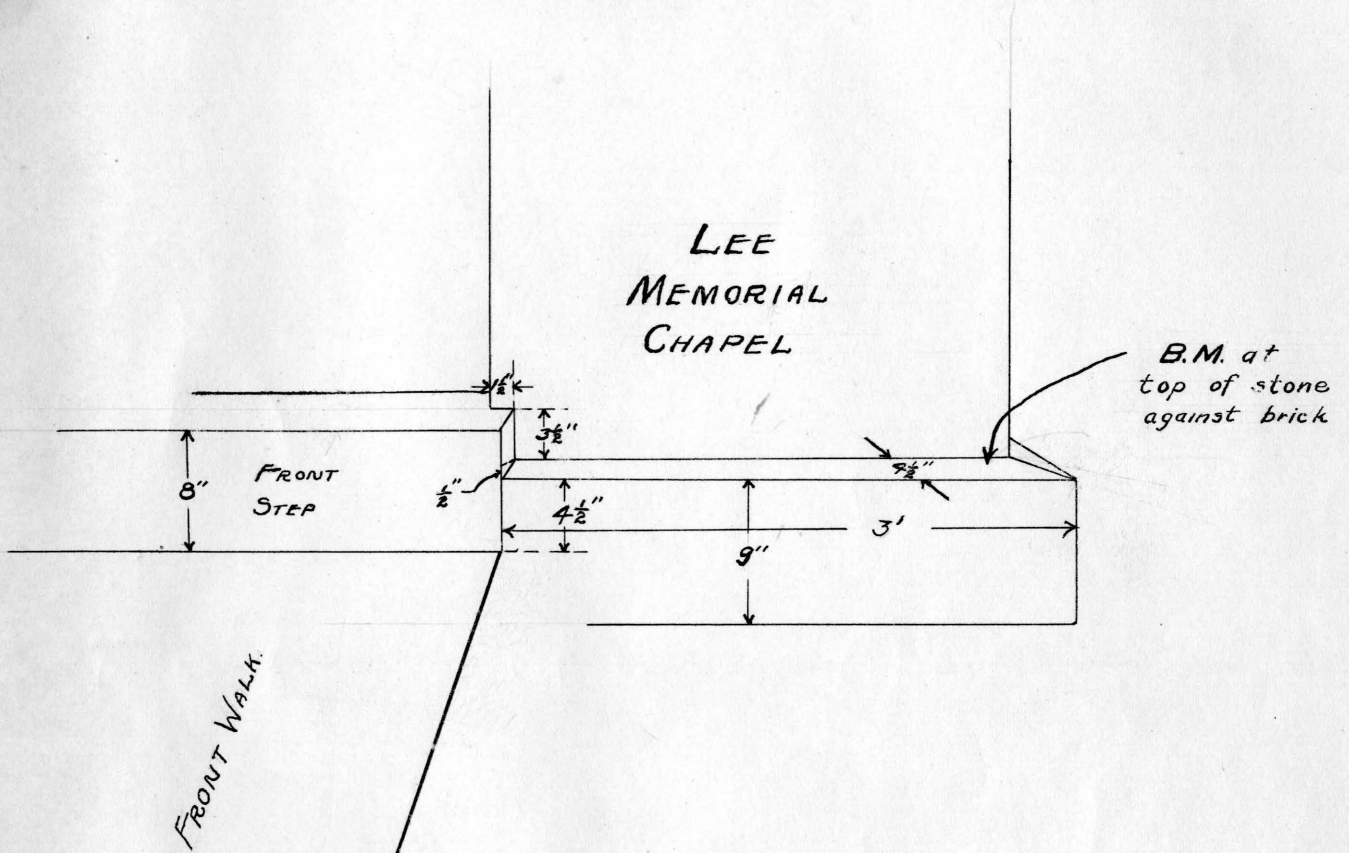 LEE
MEMORIAL
CHAPEL
B.M. at
top of stone
against brick
1½"
3½"
4½"
FRONT
STEP
8"
½"
4½"
3'
9"
FRONT WALK.